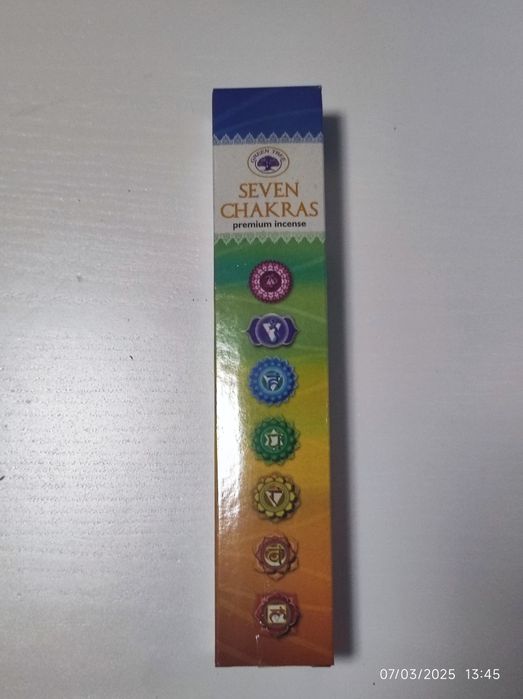 GREEN TREE
SEVEN
CHAKRAS
premium incense
07/03/2025 13:45